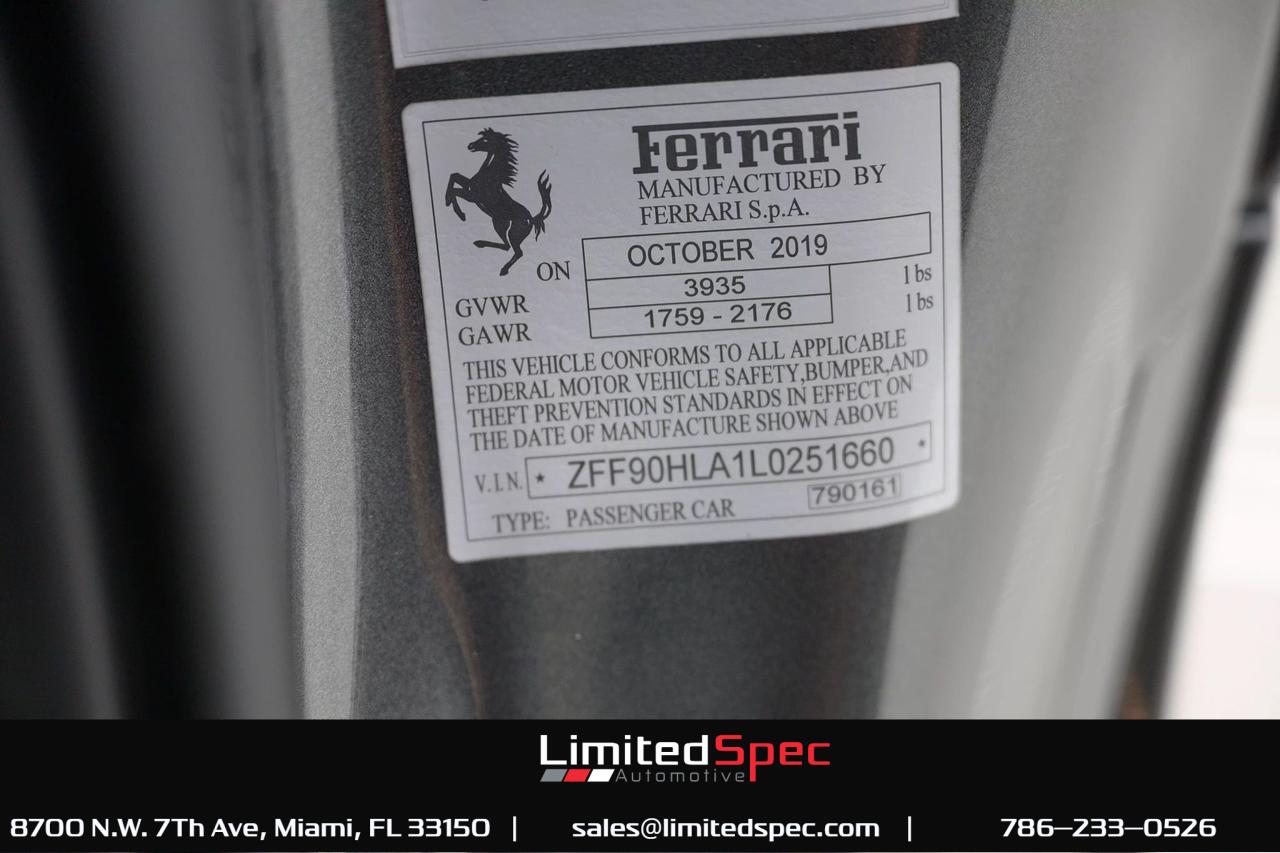 Ferrari
MANUFACTURED BY
FERRARI S.p.A.
ON OCTOBER 2019
GVWR 3935 lbs
GAWR 1759 - 2176 lbs
THIS VEHICLE CONFORMS TO ALL APPLICABLE
FEDERAL MOTOR VEHICLE SAFETY,BUMPER,AND
THEFT PREVENTION STANDARDS IN EFFECT ON
THE DATE OF MANUFACTURE SHOWN ABOVE
V.I.N. * ZFF90HLA1L0251660 *
TYPE: PASSENGER CAR 790161
LimitedSpec
Automotive
8700 N.W. 7Th Ave, Miami, FL 33150 | sales@limitedspec.com | 786-233-0526